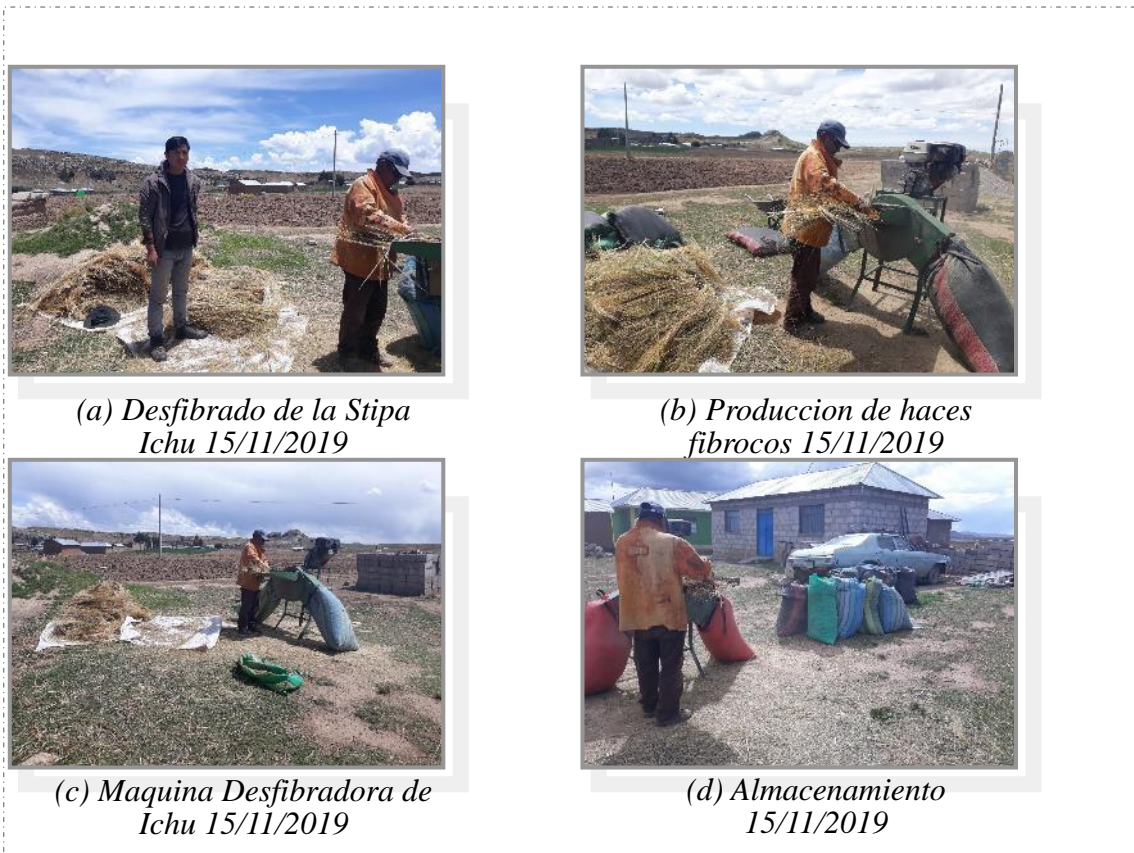 (a) Desfibrado de la Stipa
Ichu 15/11/2019
(b) Produccion de haces
fibrocos 15/11/2019
(c) Maquina Desfibradora de
Ichu 15/11/2019
(d) Almacenamiento
15/11/2019